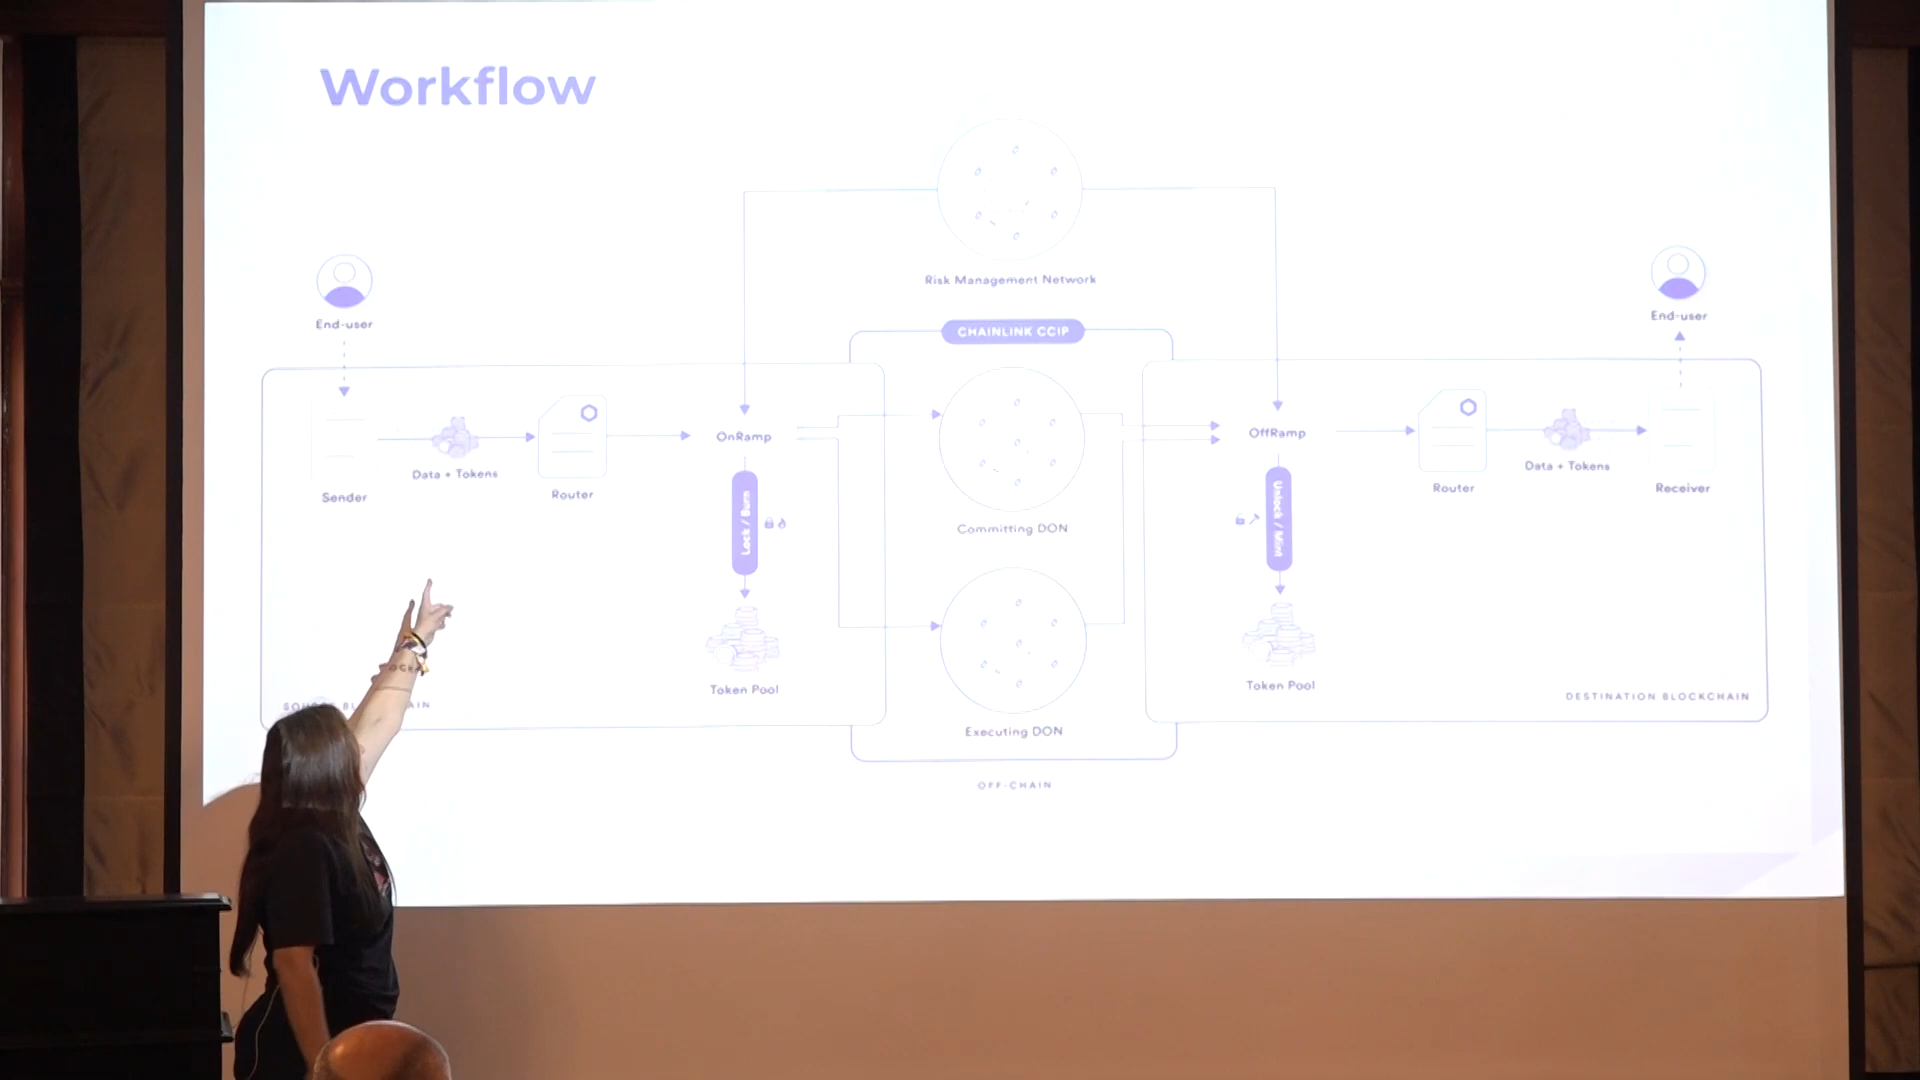 Workflow
Risk Management Network
End-user
End-user
CHAINLINK CCIP
Sender
Data + Tokens
Router
OnRamp
Lock / Burn
Token Pool
Committing DON
Executing DON
OffRamp
Unlock / Mint
Token Pool
Router
Data + Tokens
Receiver
DESTINATION BLOCKCHAIN
OFF-CHAIN